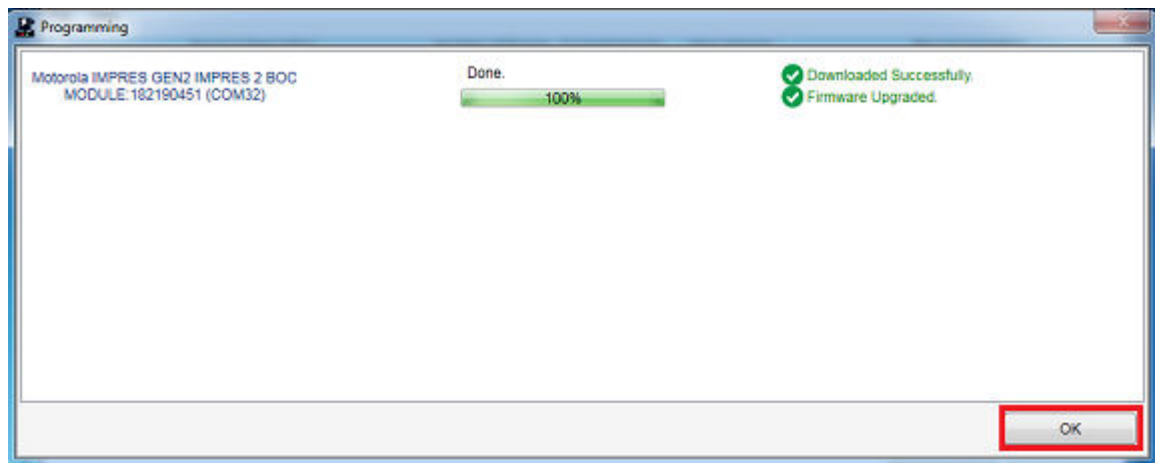 Programming
Motorola IMPRES GEN2 IMPRES 2 BOC
MODULE:182190451 (COM32)
Done.
100%
Downloaded Successfully.
Firmware Upgraded.
OK